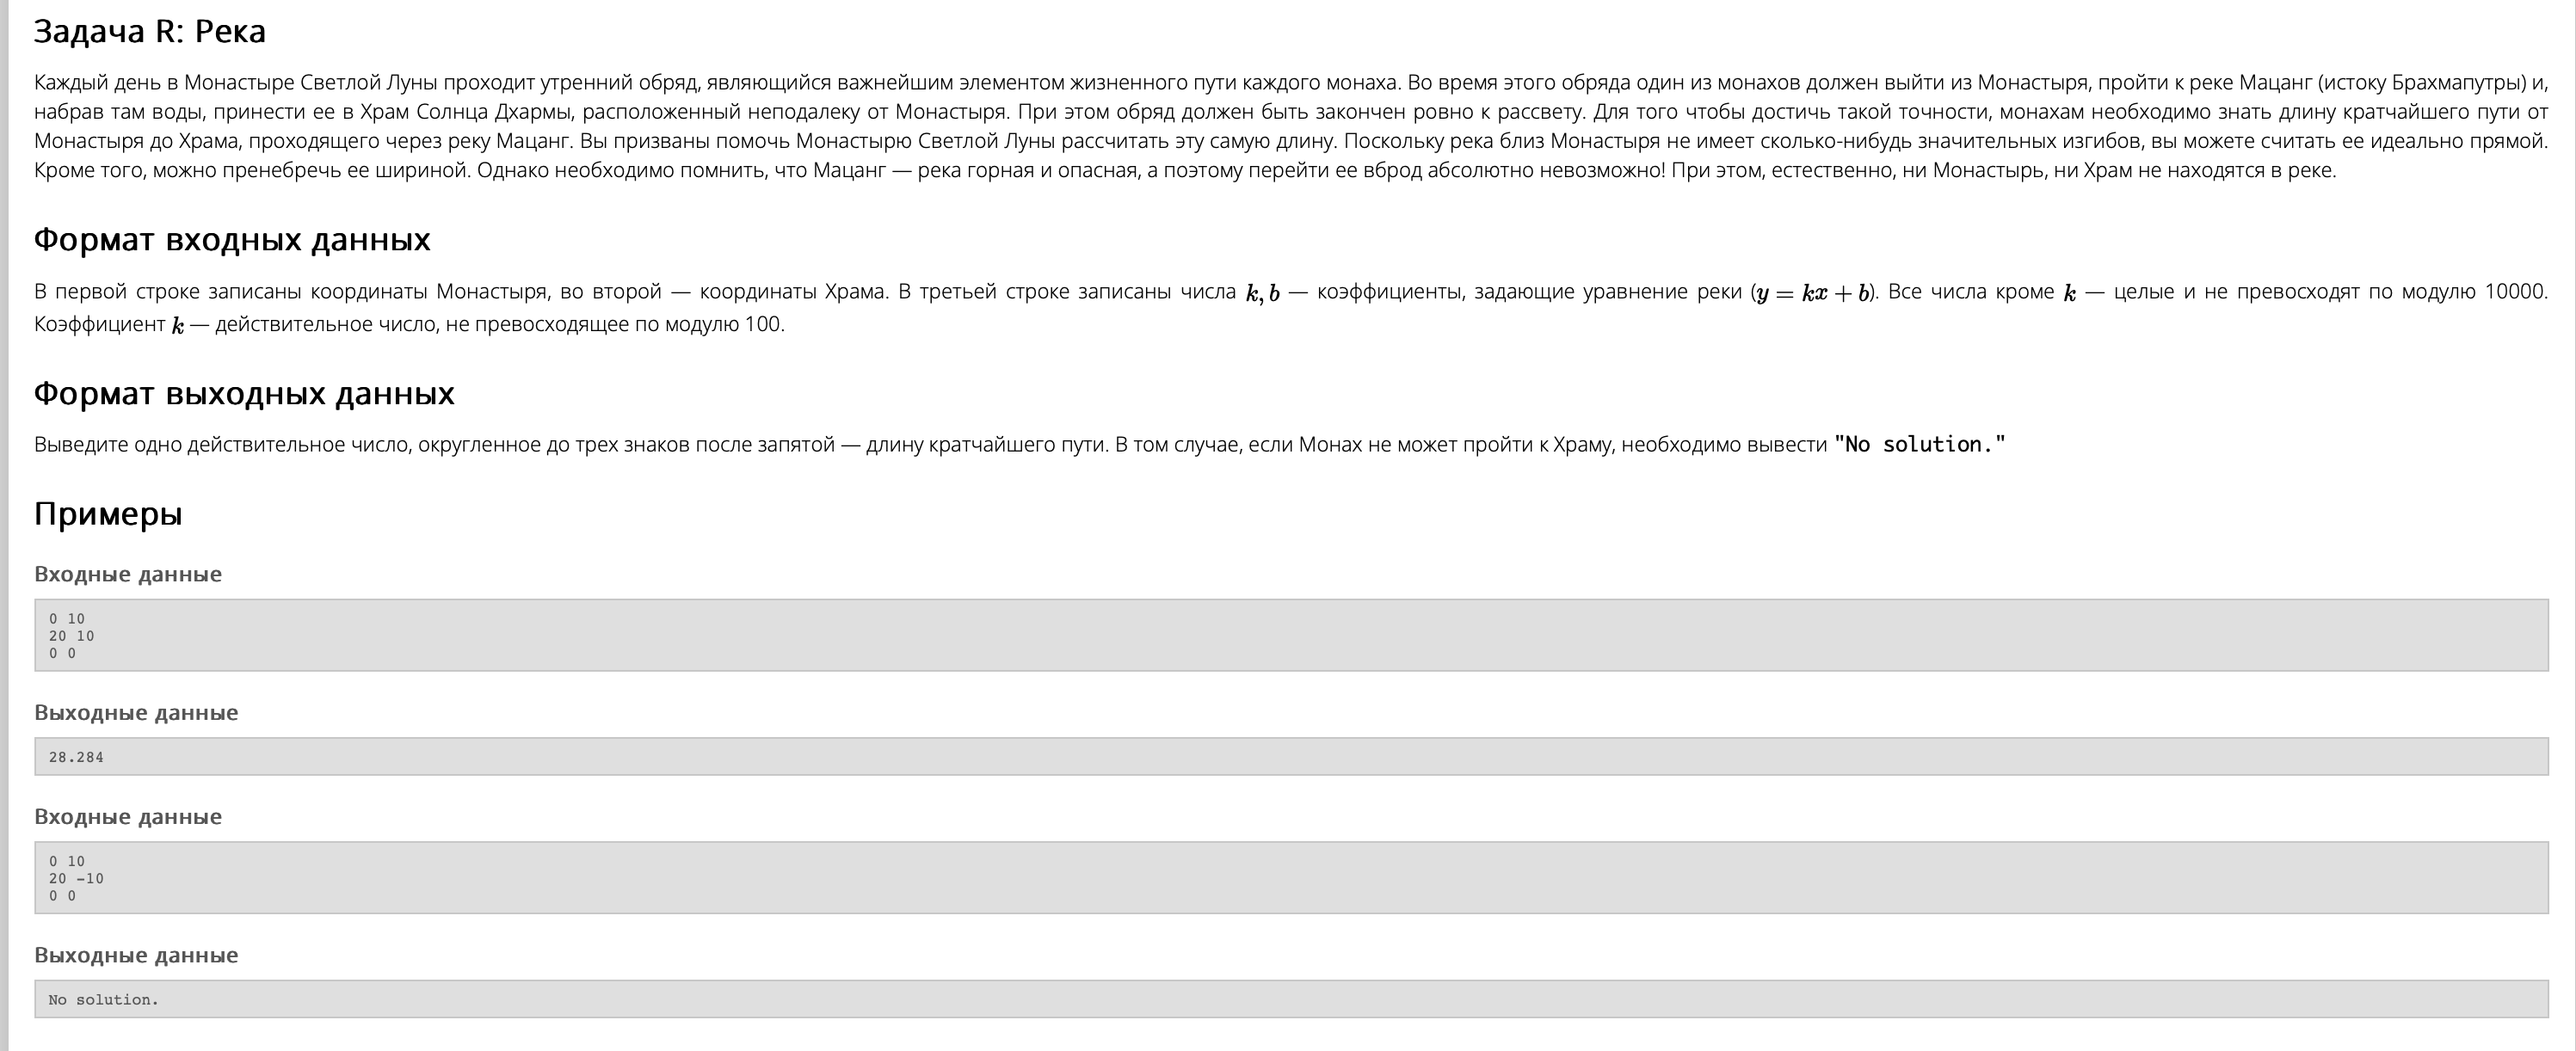 Задача R: Река
Каждый день в Монастыре Светлой Луны проходит утренний обряд, являющийся важнейшим элементом жизненного пути каждого монаха. Во время этого обряда один из монахов должен выйти из Монастыря, пройти к реке Мацанг (истоку Брахмапутры) и,
набрав там воды, принести ее в Храм Солнца Дхармы, расположенный неподалеку от Монастыря. При этом обряд должен быть закончен ровно к рассвету. Для того чтобы достичь такой точности, монахам необходимо знать длину кратчайшего пути от
Монастыря до Храма, проходящего через реку Мацанг. Вы призваны помочь Монастырю Светлой Луны рассчитать эту самую длину. Поскольку река близ Монастыря не имеет сколько-нибудь значительных изгибов, вы можете считать ее идеально прямой.
Кроме того, можно пренебречь ее шириной. Однако необходимо помнить, что Мацанг — река горная и опасная, а поэтому перейти ее вброд абсолютно невозможно! При этом, естественно, ни Монастырь, ни Храм не находятся в реке.
Формат входных данных
В первой строке записаны координаты Монастыря, во второй — координаты Храма. В третьей строке записаны числа k, b — коэффициенты, задающие уравнение реки (y = kx + b). Все числа кроме k — целые и не превосходят по модулю 10000.
Коэффициент k — действительное число, не превосходящее по модулю 100.
Формат выходных данных
Выведите одно действительное число, округленное до трех знаков после запятой — длину кратчайшего пути. В том случае, если Монах не может пройти к Храму, необходимо вывести "No solution."
Примеры
Входные данные
0 10
20 10
0 0
Выходные данные
28.284
Входные данные
0 10
20 -10
0 0
Выходные данные
No solution.